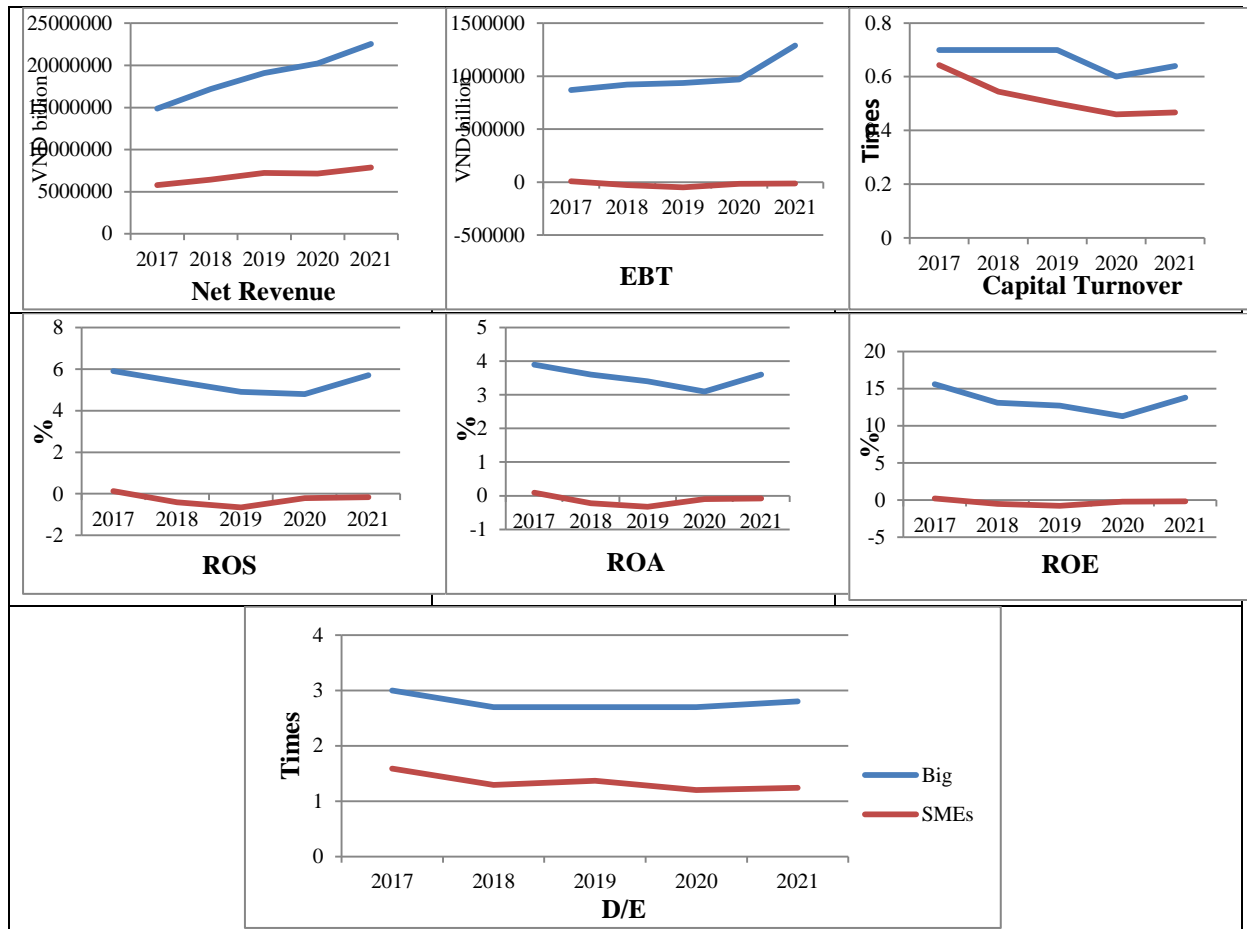 25000000
20000000
15000000
10000000
5000000
0
VND billion
2017 2018 2019 2020 2021
Net Revenue
1500000
1000000
500000
0
-500000
VND billion
2017 2018 2019 2020 2021
EBT
0.8
0.6
0.4
0.2
0
Times
2017 2018 2019 2020 2021
Capital Turnover
8
6
4
2
0
-2
%
2017 2018 2019 2020 2021
ROS
5
4
3
2
1
0
-1
%
2017 2018 2019 2020 2021
ROA
20
15
10
5
0
-5
%
2017 2018 2019 2020 2021
ROE
4
3
2
1
0
Times
2017 2018 2019 2020 2021
D/E
Big
SMEs